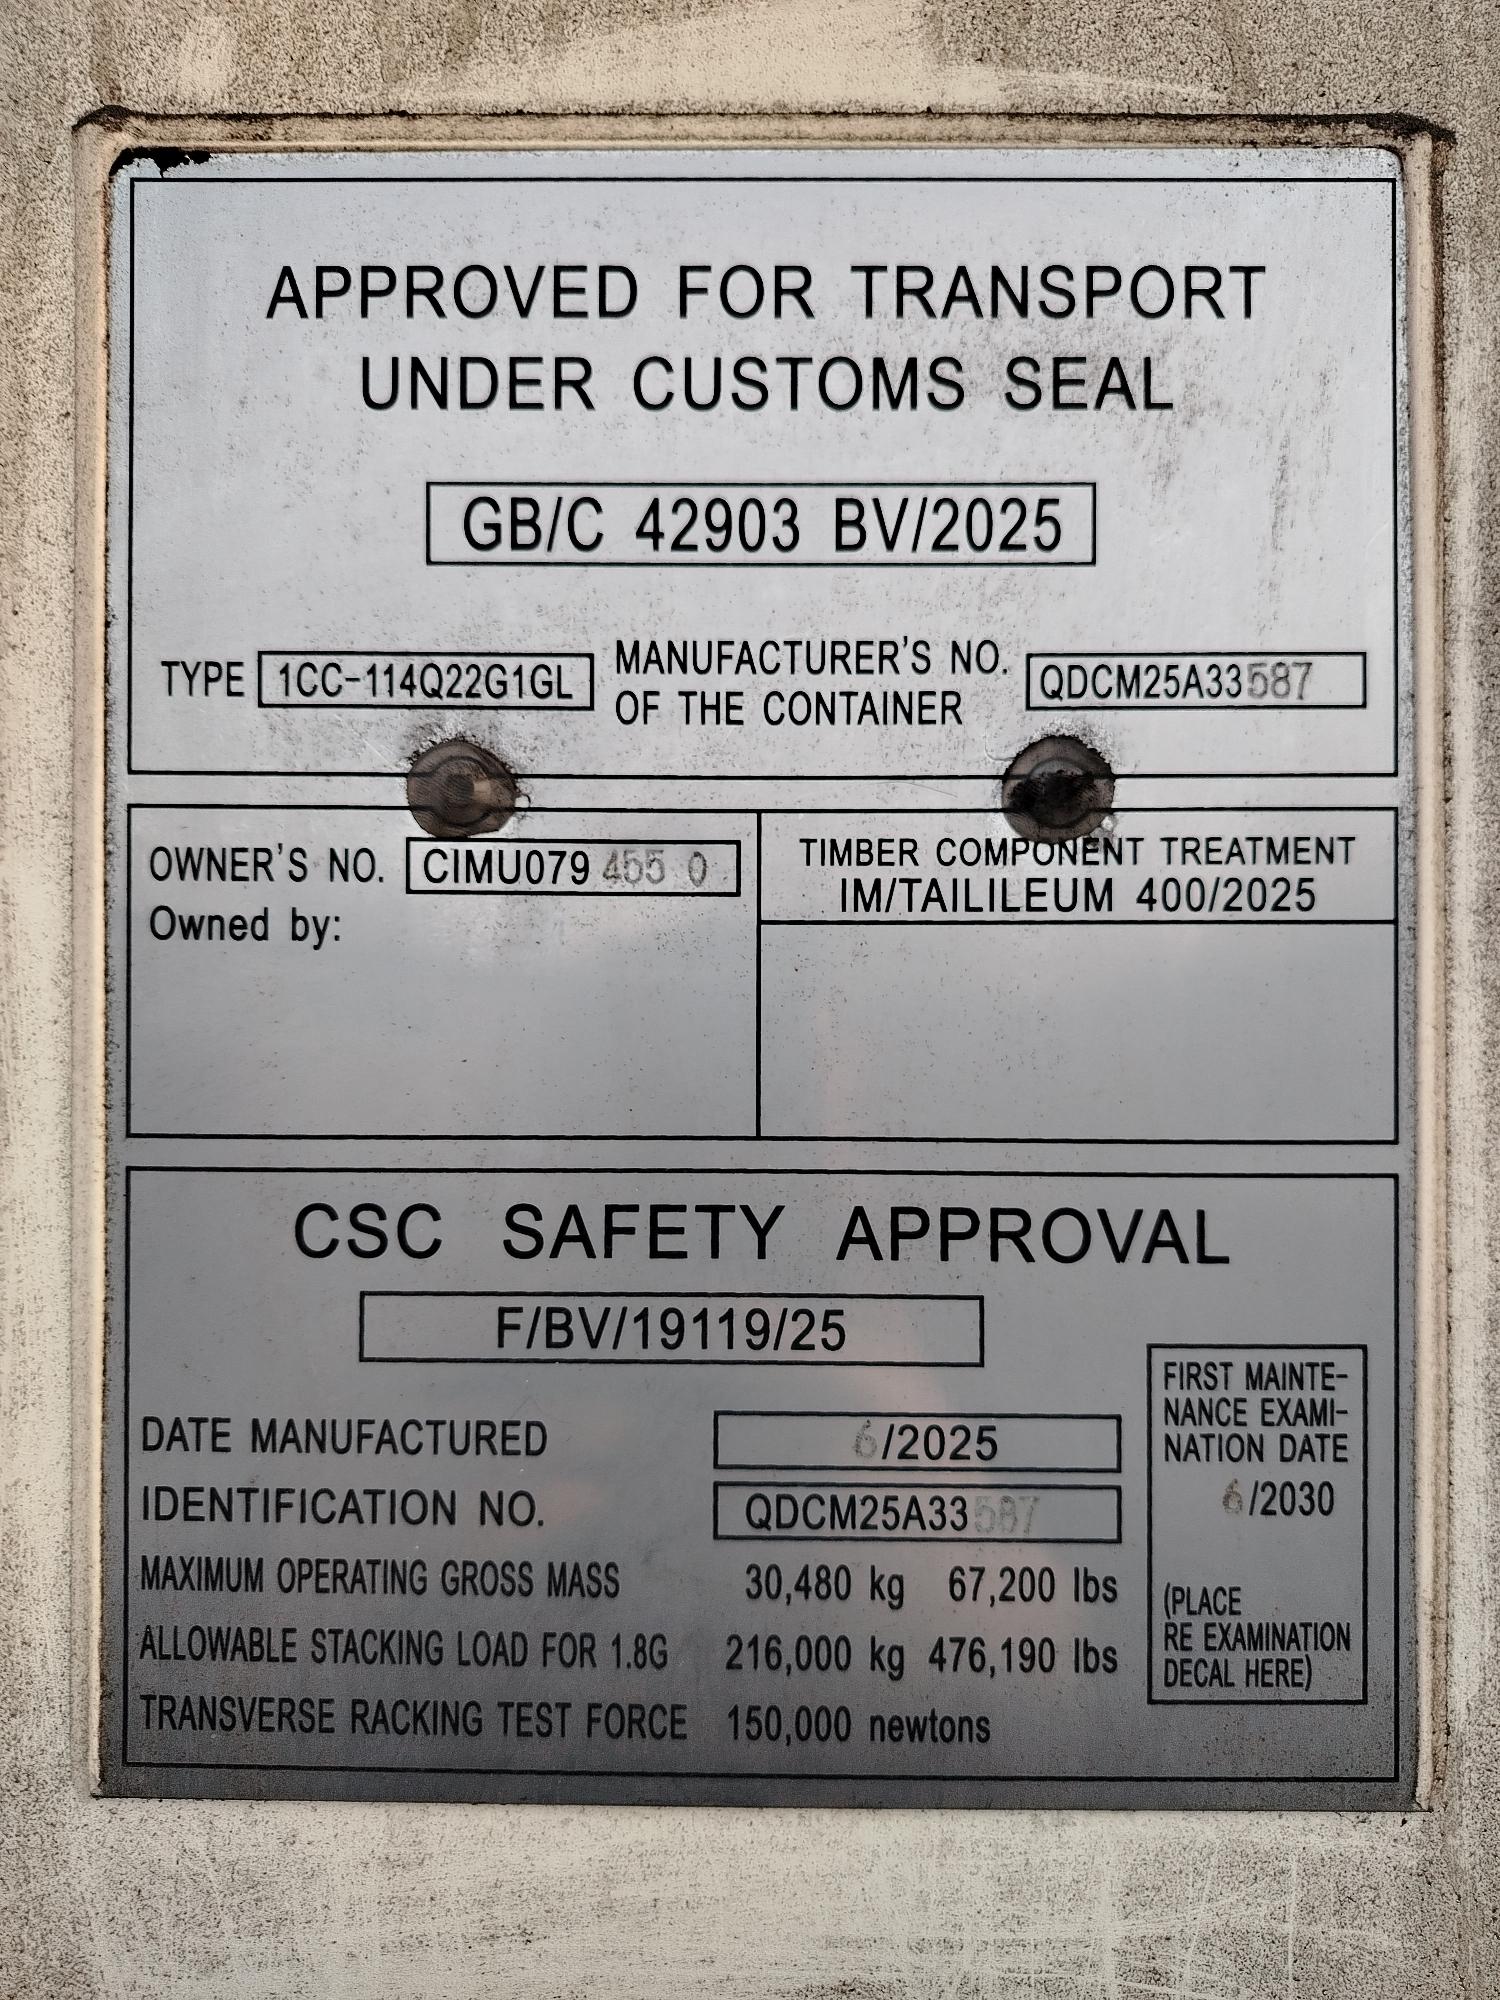 APPROVED FOR TRANSPORT
UNDER CUSTOMS SEAL
GB/C 42903 BV/2025
TYPE 1CC-114Q22G1GL MANUFACTURER'S NO. OF THE CONTAINER QDCM25A33587
OWNER'S NO. CIMU079 455 0
Owned by:
TIMBER COMPONENT TREATMENT
IM/TAILILEUM 400/2025
CSC SAFETY APPROVAL
F/BV/19119/25
DATE MANUFACTURED 6/2025
IDENTIFICATION NO. QDCM25A33587
MAXIMUM OPERATING GROSS MASS 30,480 kg 67,200 lbs
ALLOWABLE STACKING LOAD FOR 1.8G 216,000 kg 476,190 lbs
TRANSVERSE RACKING TEST FORCE 150,000 newtons
FIRST MAINTE-
NANCE EXAMI-
NATION DATE
6/2030
(PLACE
RE EXAMINATION
DECAL HERE)